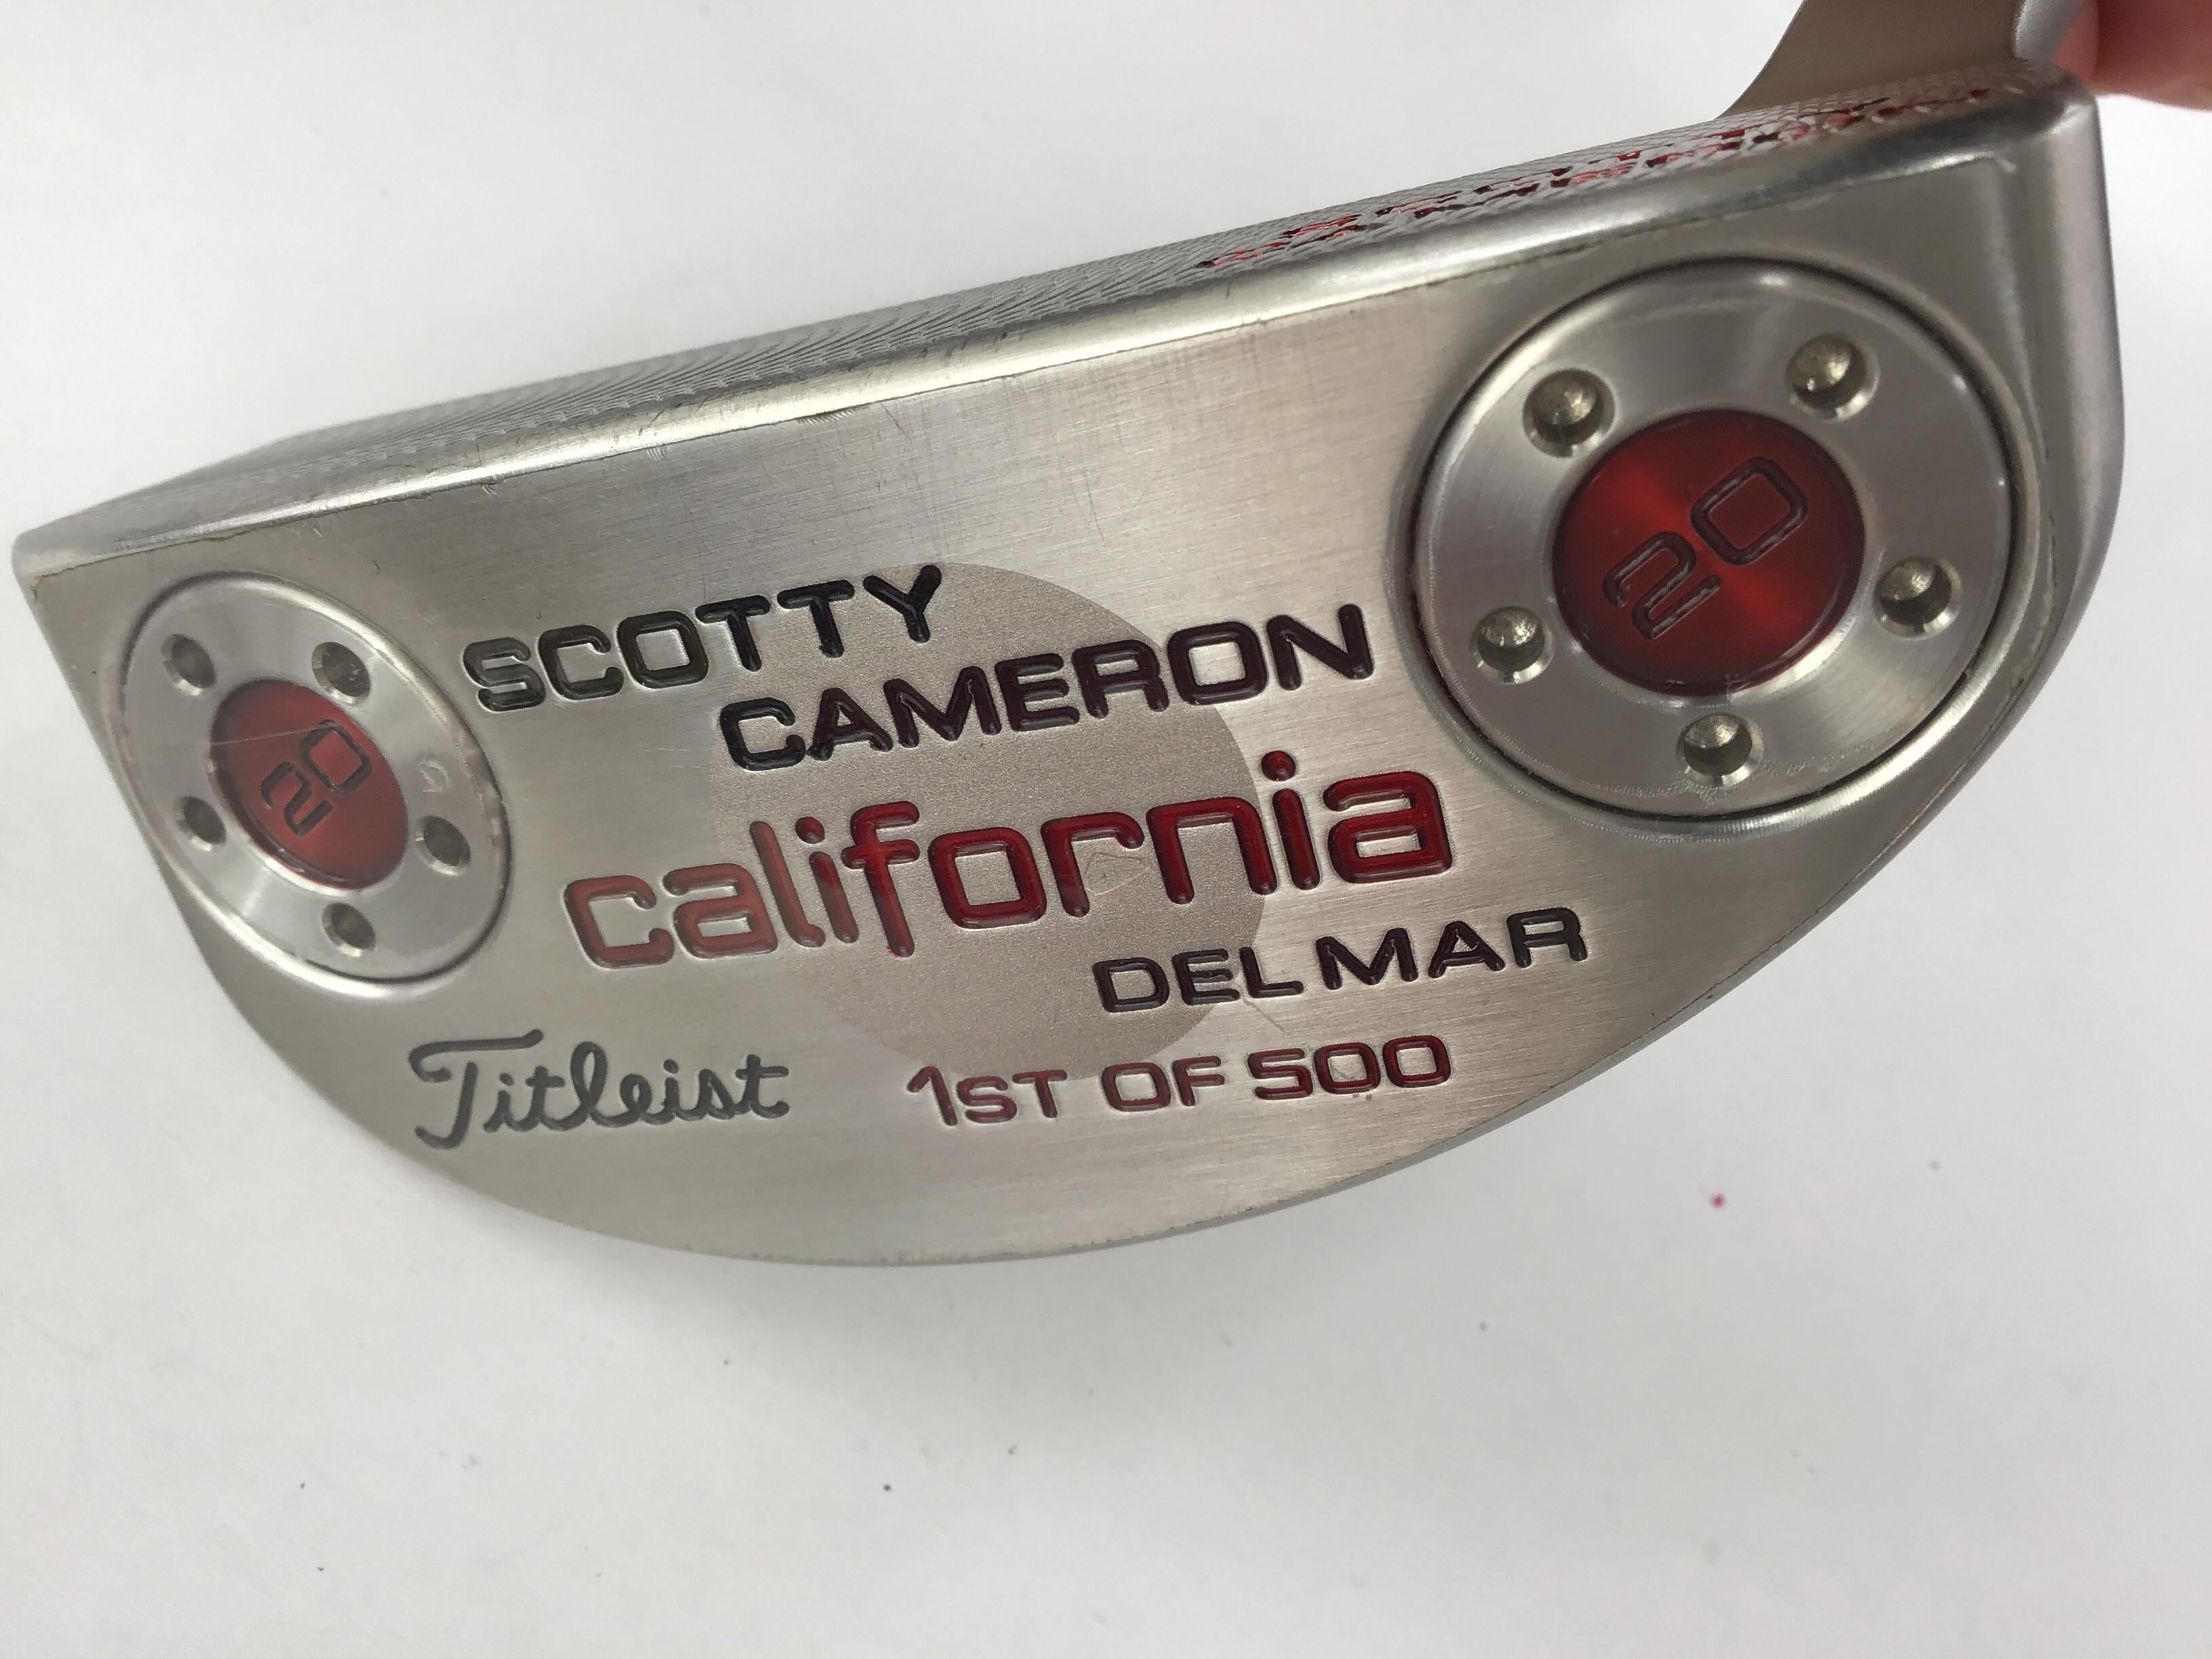 SCOTTY
CAMERON
california
DEL MAR
Titleist 1ST OF 500
20
20